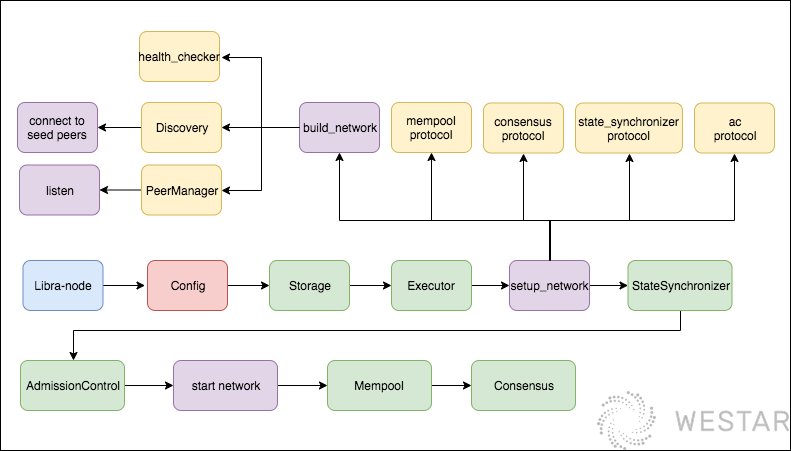 health_checker
connect to
seed peers
Discovery
build_network
mempool
protocol
consensus
protocol
state_synchronizer
protocol
ac
protocol
listen
PeerManager
Libra-node
Config
Storage
Executor
setup_network
StateSynchronizer
AdmissionControl
start network
Mempool
Consensus
WESTAR